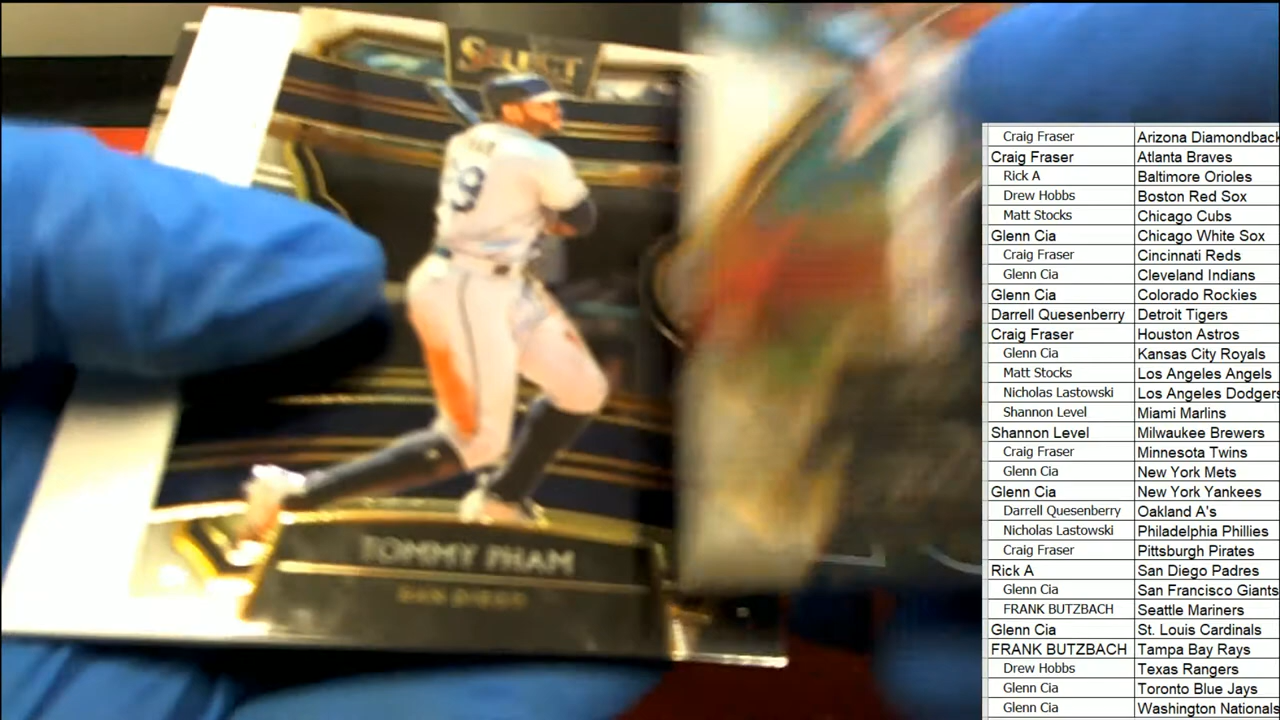 SELECT
TOMMY PHAM
SAN DIEGO
Craig Fraser Arizona Diamondback
Craig Fraser Atlanta Braves
Rick A Baltimore Orioles
Drew Hobbs Boston Red Sox
Matt Stocks Chicago Cubs
Glenn Cia Chicago White Sox
Craig Fraser Cincinnati Reds
Glenn Cia Cleveland Indians
Glenn Cia Colorado Rockies
Darrell Quesenberry Detroit Tigers
Craig Fraser Houston Astros
Glenn Cia Kansas City Royals
Matt Stocks Los Angeles Angels
Nicholas Lastowski Los Angeles Dodgers
Shannon Level Miami Marlins
Shannon Level Milwaukee Brewers
Craig Fraser Minnesota Twins
Glenn Cia New York Mets
Glenn Cia New York Yankees
Darrell Quesenberry Oakland A's
Nicholas Lastowski Philadelphia Phillies
Craig Fraser Pittsburgh Pirates
Rick A San Diego Padres
Glenn Cia San Francisco Giants
FRANK BUTZBACH Seattle Mariners
Glenn Cia St. Louis Cardinals
FRANK BUTZBACH Tampa Bay Rays
Drew Hobbs Texas Rangers
Glenn Cia Toronto Blue Jays
Glenn Cia Washington Nationals